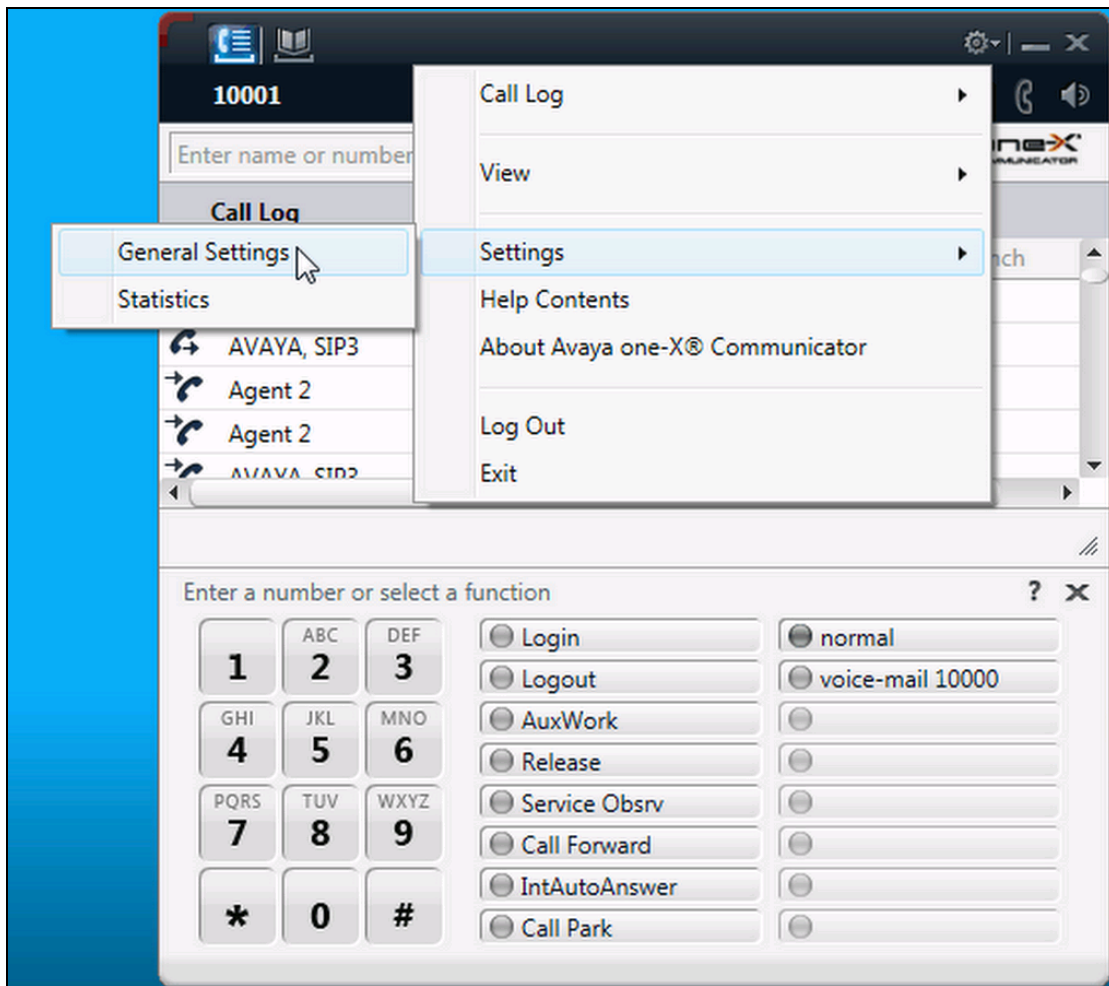 10001
Enter name or number
one-X
Call Log
Call Log
View
Settings
General Settings
Statistics
Help Contents
About Avaya one-X® Communicator
Log Out
Exit
AVAYA, SIP3
Agent 2
Agent 2
AVAYA, SIP3
Enter a number or select a function
?
1
ABC
2
DEF
3
GHI
4
JKL
5
MNO
6
PQRS
7
TUV
8
WXYZ
9
*
0
#
Login
Logout
AuxWork
Release
Service Obsrv
Call Forward
IntAutoAnswer
Call Park
normal
voice-mail 10000